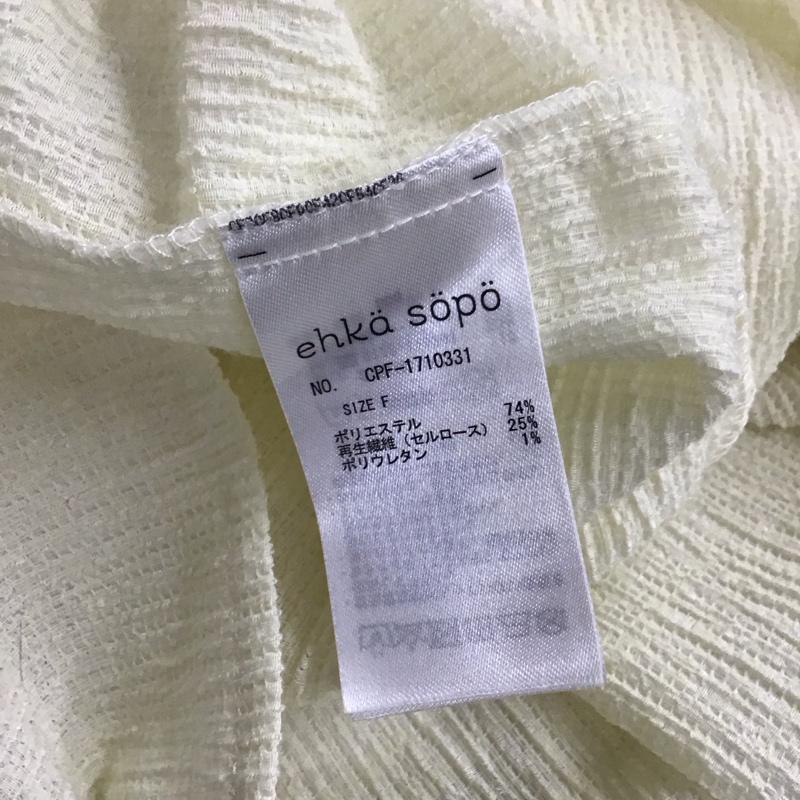 ehkä söpö
NO. CPF-1710331
SIZE F
ポリエステル 74%
再生繊維(セルロース) 25%
ポリウレタン 1%